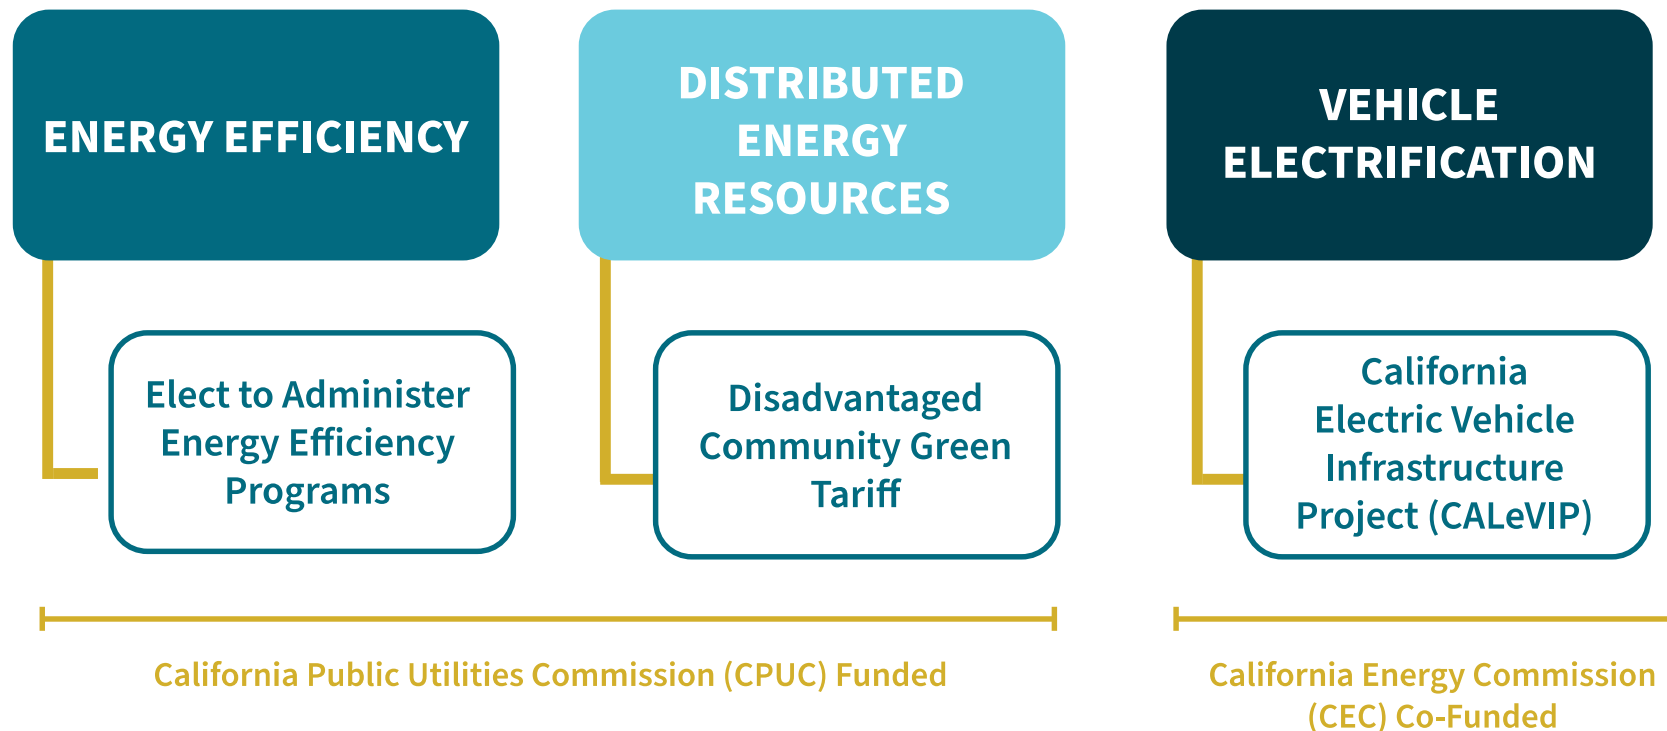 ENERGY EFFICIENCY
DISTRIBUTED
ENERGY
RESOURCES
VEHICLE
ELECTRIFICATION
Elect to Administer
Energy Efficiency
Programs
Disadvantaged
Community Green
Tariff
California
Electric Vehicle
Infrastructure
Project (CALeVIP)
California Public Utilities Commission (CPUC) Funded
California Energy Commission
(CEC) Co-Funded